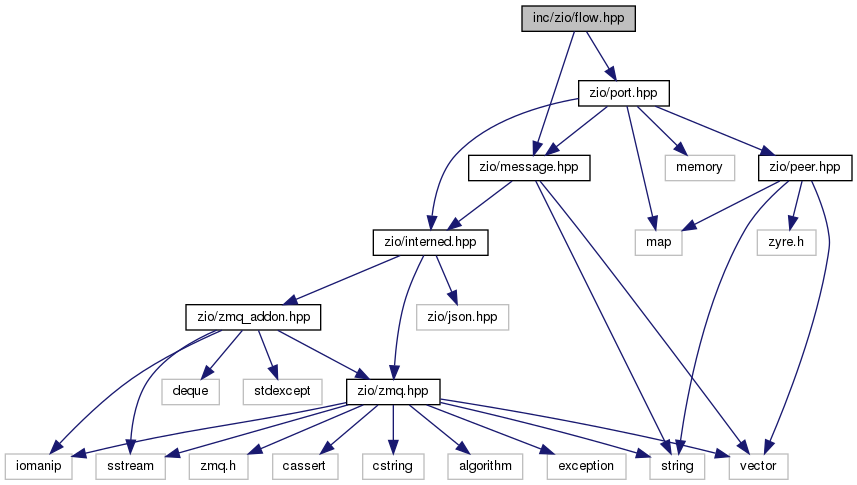 inc/zio/flow.hpp
zio/port.hpp
zio/message.hpp
memory
zio/peer.hpp
zio/interned.hpp
map
zyre.h
zio/zmq_addon.hpp
zio/json.hpp
deque
stdexcept
zio/zmq.hpp
iomanip
sstream
zmq.h
cassert
cstring
algorithm
exception
string
vector